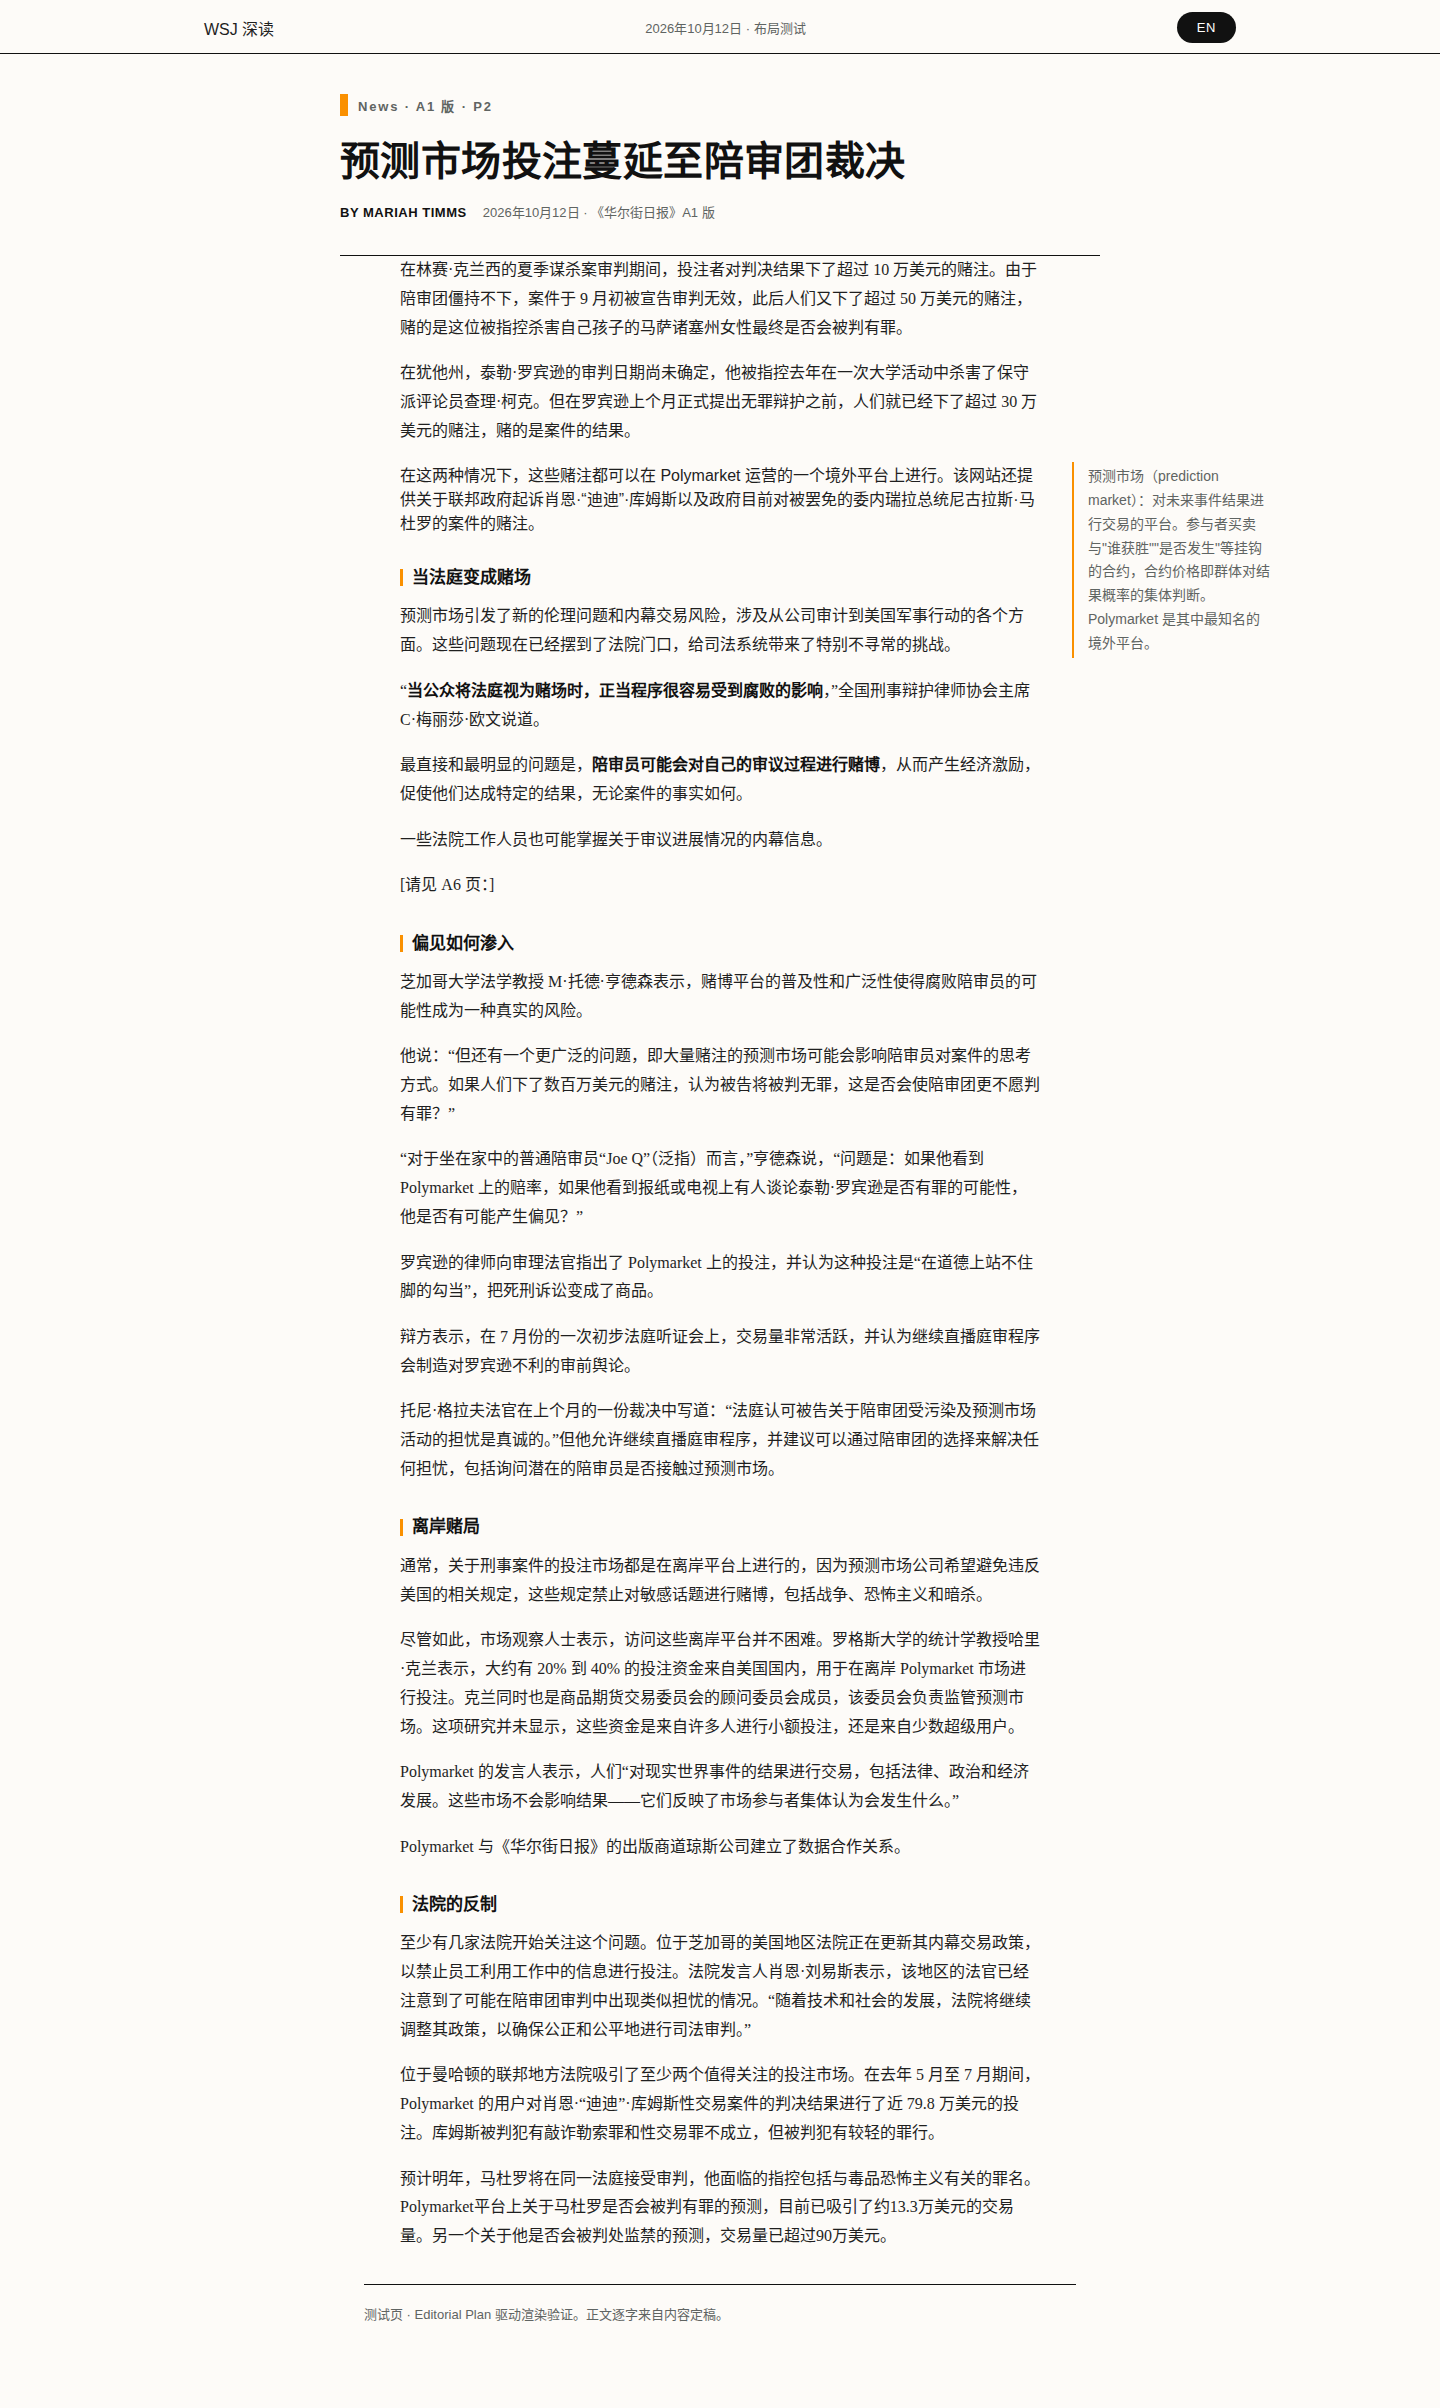 WSJ 深读
2026年10月12日 · 布局测试
EN
News · A1 版 · P2
预测市场投注蔓延至陪审团裁决
BY MARIAH TIMMS 2026年10月12日 · 《华尔街日报》A1 版
在林赛·克兰西的夏季谋杀案审判期间，投注者对判决结果下了超过 10 万美元的赌注。由于
陪审团僵持不下，案件于 9 月初被宣告审判无效，此后人们又下了超过 50 万美元的赌注，
赌的是这位被指控杀害自己孩子的马萨诸塞州女性最终是否会被判有罪。
在犹他州，泰勒·罗宾逊的审判日期尚未确定，他被指控去年在一次大学活动中杀害了保守
派评论员查理·柯克。但在罗宾逊上个月正式提出无罪辩护之前，人们就已经下了超过 30 万
美元的赌注，赌的是案件的结果。
在这两种情况下，这些赌注都可以在 Polymarket 运营的一个境外平台上进行。该网站还提
供关于联邦政府起诉肖恩·“迪迪”·库姆斯以及政府目前对被罢免的委内瑞拉总统尼古拉斯·马
杜罗的案件的赌注。
预测市场（prediction
market）：对未来事件结果进
行交易的平台。参与者买卖
与"谁获胜""是否发生"等挂钩
的合约，合约价格即群体对结
果概率的集体判断。
Polymarket 是其中最知名的
境外平台。
当法庭变成赌场
预测市场引发了新的伦理问题和内幕交易风险，涉及从公司审计到美国军事行动的各个方
面。这些问题现在已经摆到了法院门口，给司法系统带来了特别不寻常的挑战。
“当公众将法庭视为赌场时，正当程序很容易受到腐败的影响，”全国刑事辩护律师协会主席
C·梅丽莎·欧文说道。
最直接和最明显的问题是，陪审员可能会对自己的审议过程进行赌博，从而产生经济激励，
促使他们达成特定的结果，无论案件的事实如何。
一些法院工作人员也可能掌握关于审议进展情况的内幕信息。
[请见 A6 页：]
偏见如何渗入
芝加哥大学法学教授 M·托德·亨德森表示，赌博平台的普及性和广泛性使得腐败陪审员的可
能性成为一种真实的风险。
他说：“但还有一个更广泛的问题，即大量赌注的预测市场可能会影响陪审员对案件的思考
方式。如果人们下了数百万美元的赌注，认为被告将被判无罪，这是否会使陪审团更不愿判
有罪？”
“对于坐在家中的普通陪审员“Joe Q”（泛指）而言，”亨德森说，“问题是：如果他看到
Polymarket 上的赔率，如果他看到报纸或电视上有人谈论泰勒·罗宾逊是否有罪的可能性，
他是否有可能产生偏见？”
罗宾逊的律师向审理法官指出了 Polymarket 上的投注，并认为这种投注是“在道德上站不住
脚的勾当”，把死刑诉讼变成了商品。
辩方表示，在 7 月份的一次初步法庭听证会上，交易量非常活跃，并认为继续直播庭审程序
会制造对罗宾逊不利的审前舆论。
托尼·格拉夫法官在上个月的一份裁决中写道：“法庭认可被告关于陪审团受污染及预测市场
活动的担忧是真诚的。”但他允许继续直播庭审程序，并建议可以通过陪审团的选择来解决任
何担忧，包括询问潜在的陪审员是否接触过预测市场。
离岸赌局
通常，关于刑事案件的投注市场都是在离岸平台上进行的，因为预测市场公司希望避免违反
美国的相关规定，这些规定禁止对敏感话题进行赌博，包括战争、恐怖主义和暗杀。
尽管如此，市场观察人士表示，访问这些离岸平台并不困难。罗格斯大学的统计学教授哈里
·克兰表示，大约有 20% 到 40% 的投注资金来自美国国内，用于在离岸 Polymarket 市场进
行投注。克兰同时也是商品期货交易委员会的顾问委员会成员，该委员会负责监管预测市
场。这项研究并未显示，这些资金是来自许多人进行小额投注，还是来自少数超级用户。
Polymarket 的发言人表示，人们“对现实世界事件的结果进行交易，包括法律、政治和经济
发展。这些市场不会影响结果——它们反映了市场参与者集体认为会发生什么。”
Polymarket 与《华尔街日报》的出版商道琼斯公司建立了数据合作关系。
法院的反制
至少有几家法院开始关注这个问题。位于芝加哥的美国地区法院正在更新其内幕交易政策，
以禁止员工利用工作中的信息进行投注。法院发言人肖恩·刘易斯表示，该地区的法官已经
注意到了可能在陪审团审判中出现类似担忧的情况。“随着技术和社会的发展，法院将继续
调整其政策，以确保公正和公平地进行司法审判。”
位于曼哈顿的联邦地方法院吸引了至少两个值得关注的投注市场。在去年 5 月至 7 月期间，
Polymarket 的用户对肖恩·“迪迪”·库姆斯性交易案件的判决结果进行了近 79.8 万美元的投
注。库姆斯被判犯有敲诈勒索罪和性交易罪不成立，但被判犯有较轻的罪行。
预计明年，马杜罗将在同一法庭接受审判，他面临的指控包括与毒品恐怖主义有关的罪名。
Polymarket平台上关于马杜罗是否会被判有罪的预测，目前已吸引了约13.3万美元的交易
量。另一个关于他是否会被判处监禁的预测，交易量已超过90万美元。
测试页 · Editorial Plan 驱动渲染验证。正文逐字来自内容定稿。